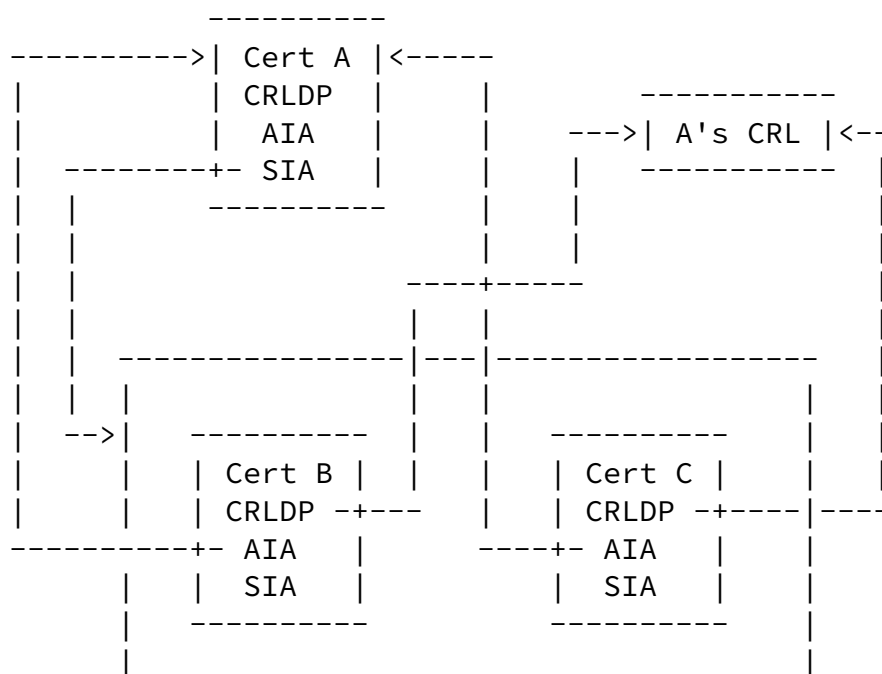 Cert A
CRLDP
A's CRL
AIA
SIA
Cert B
Cert C
CRLDP
CRLDP
AIA
AIA
SIA
SIA